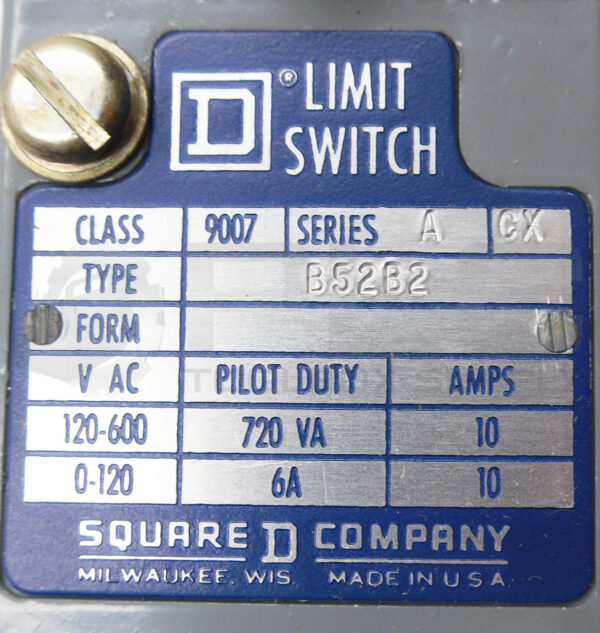 D ® LIMIT
SWITCH
CLASS 9007 SERIES A CX
TYPE B52B2
FORM
V AC PILOT DUTY AMPS
120-600 720 VA 10
0-120 6A 10
SQUARE D COMPANY
MILWAUKEE, WIS. MADE IN U.S.A.